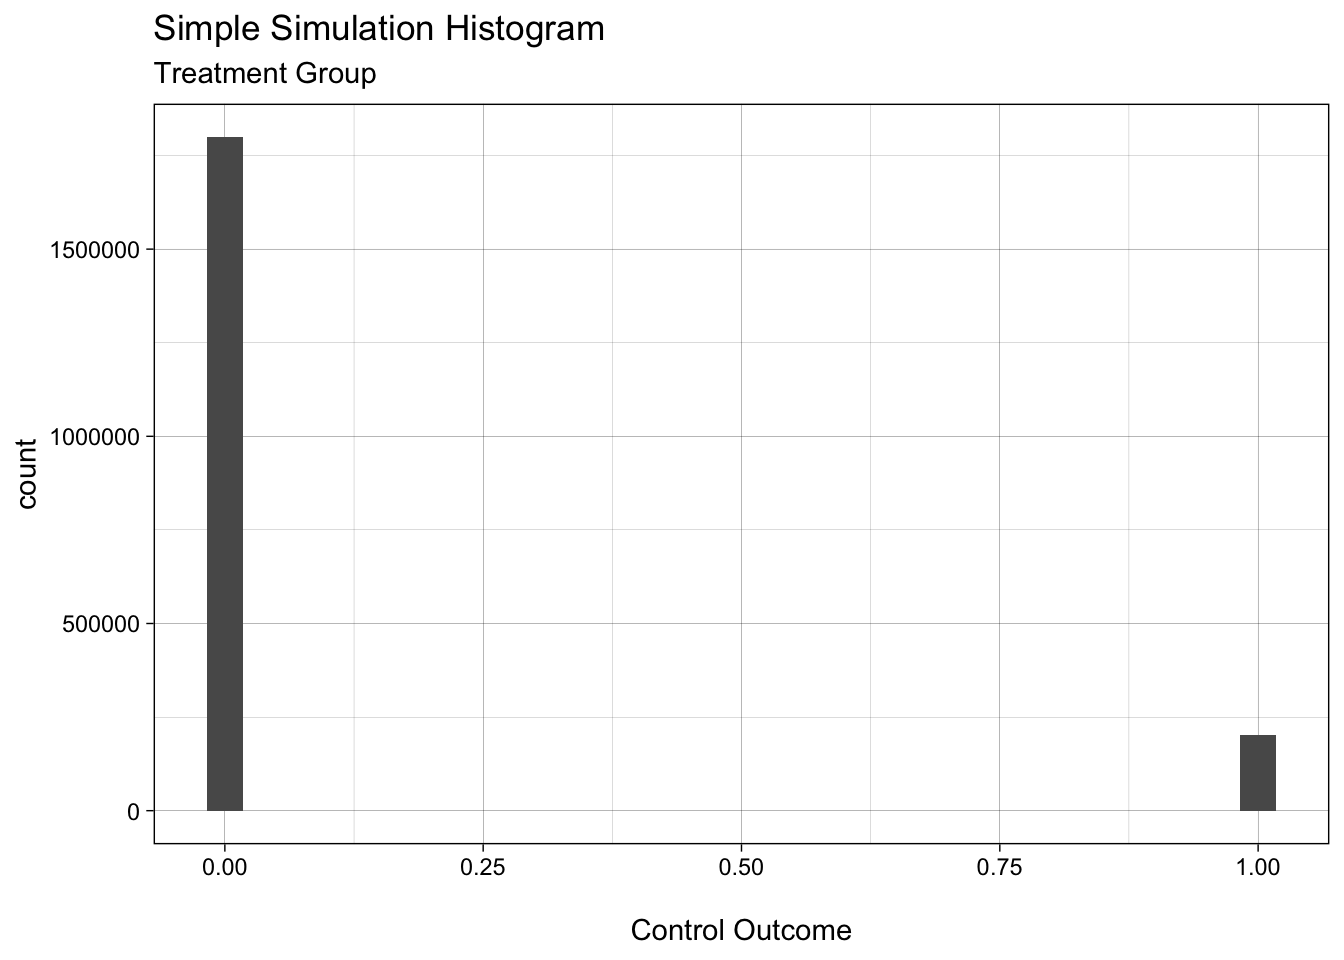 Simple Simulation Histogram
Treatment Group
count
1500000
1000000
500000
0
0.00 0.25 0.50 0.75 1.00
Control Outcome